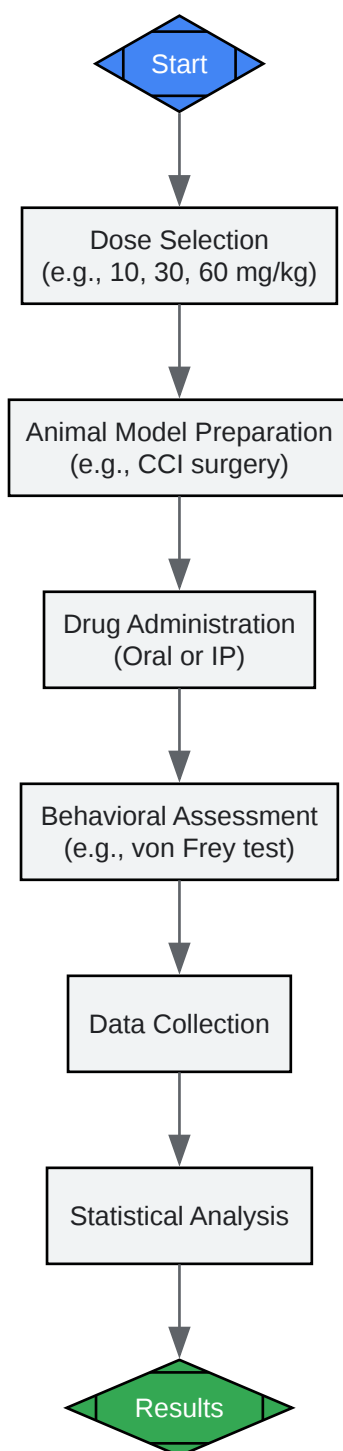 Start
Dose Selection
(e.g., 10, 30, 60 mg/kg)
Animal Model Preparation
(e.g., CCI surgery)
Drug Administration
(Oral or IP)
Behavioral Assessment
(e.g., von Frey test)
Data Collection
Statistical Analysis
Results